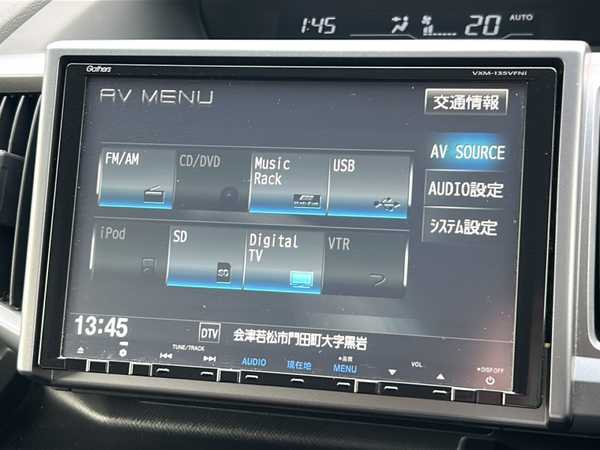 1:45 20 AUTO
Gathers VXM-135VFNi
AV MENU 交通情報
FM/AM CD/DVD Music Rack USB AV SOURCE
AUDIO設定
iPod SD Digital TV VTR システム設定
13:45 DTV 会津若松市門田町大字黒岩
TUNE/TRACK AUDIO 現在地 ●画質 MENU VOL ●DISP OFF